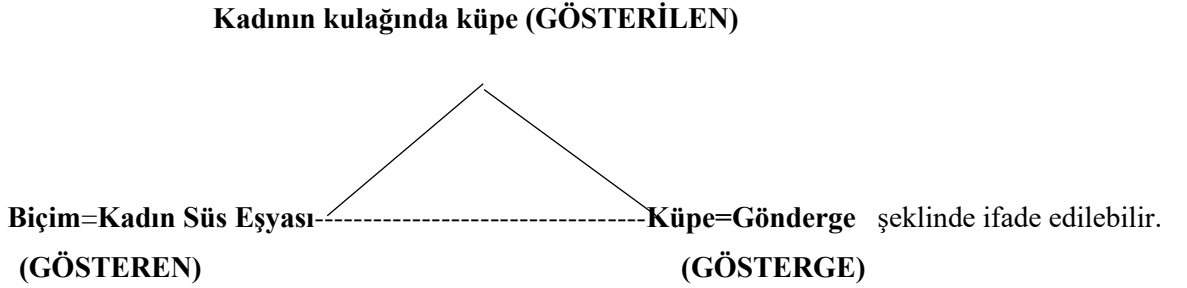 Kadının kulağında küpe (GÖSTERİLEN)
Biçim=Kadın Süs Eşyası---------------------------------Küpe=Gönderge şeklinde ifade edilebilir.
(GÖSTEREN) (GÖSTERGE)